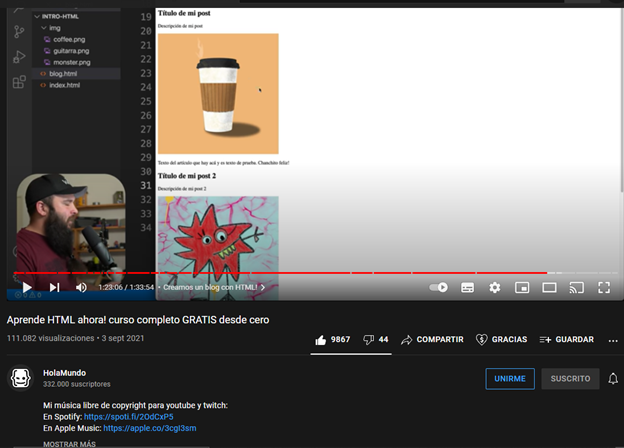 INTRO-HTML
img
coffee.png
guitarra.png
monster.png
blog.html
index.html
19
20
21
22
23
24
25
26
27
28
29
30
31
32
33
34
Título de mi post
Descripción de mi post
Texto del artículo que hay acá y es texto de prueba. Chanchito feliz!
Título de mi post 2
Descripción de mi post 2
1:23:06 / 1:33:54 • Creamos un blog con HTML!
Aprende HTML ahora! curso completo GRATIS desde cero
111.082 visualizaciones • 3 sept 2021
9867 44 COMPARTIR GRACIAS GUARDAR
HolaMundo
332.000 suscriptores
UNIRME SUSCRITO
Mi música libre de copyright para youtube y twitch:
En Spotify: https://spoti.fi/2OdCxP5
En Apple Music: https://apple.co/3cgI3sm
MOSTRAR MÁS